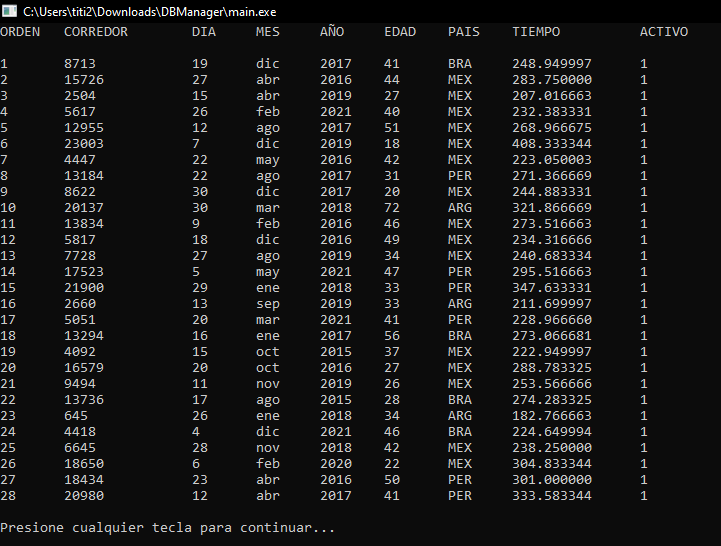 C:\Users\titi2\Downloads\DBManager\main.exe
ORDEN CORREDOR DIA MES AÑO EDAD PAIS TIEMPO ACTIVO
1 8713 19 dic 2017 41 BRA 248.949997 1
2 15726 27 abr 2016 44 MEX 283.750000 1
3 2504 15 abr 2019 27 MEX 207.016663 1
4 5617 26 feb 2021 40 MEX 232.383331 1
5 12955 12 ago 2017 51 MEX 268.966675 1
6 23003 7 dic 2019 18 MEX 408.333344 1
7 4447 22 may 2016 42 MEX 223.050003 1
8 13184 22 ago 2017 31 PER 271.366669 1
9 8622 30 dic 2017 20 MEX 244.883331 1
10 20137 30 mar 2018 72 ARG 321.866669 1
11 13834 9 feb 2016 46 MEX 273.516663 1
12 5817 18 dic 2016 49 MEX 234.316666 1
13 7728 27 ago 2019 34 MEX 240.683334 1
14 17523 5 may 2021 47 PER 295.516663 1
15 21900 29 ene 2018 33 PER 347.633331 1
16 2660 13 sep 2019 33 ARG 211.699997 1
17 5051 20 mar 2021 41 PER 228.966660 1
18 13294 16 ene 2017 56 BRA 273.066681 1
19 4092 15 oct 2015 37 MEX 222.949997 1
20 16579 20 oct 2016 27 MEX 288.783325 1
21 9494 11 nov 2019 26 MEX 253.566666 1
22 13736 17 ago 2015 28 BRA 274.283325 1
23 645 26 ene 2018 34 ARG 182.766663 1
24 4418 4 dic 2021 46 BRA 224.649994 1
25 6645 28 nov 2018 42 MEX 238.250000 1
26 18650 6 feb 2020 22 MEX 304.833344 1
27 18434 23 abr 2016 50 PER 301.000000 1
28 20980 12 abr 2017 41 PER 333.583344 1
Presione cualquier tecla para continuar...